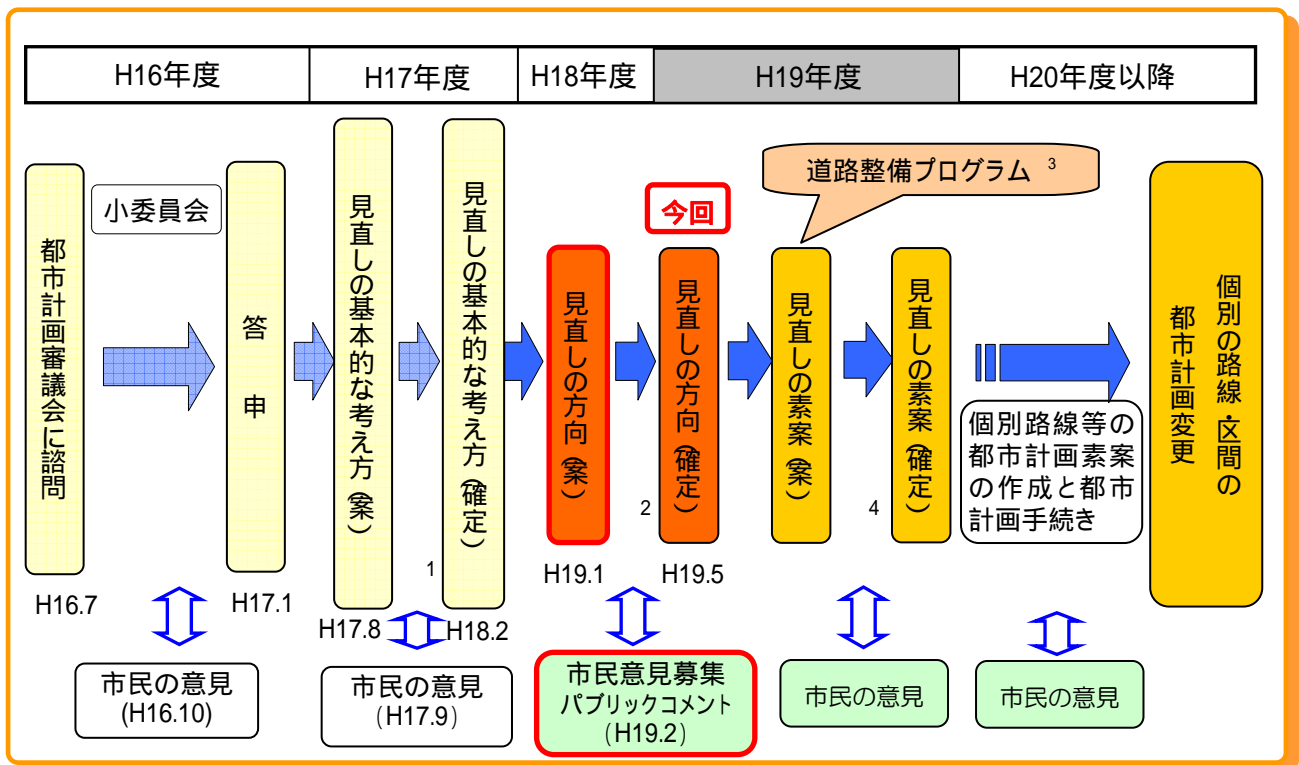 H16年度
H17年度
H18年度
H19年度
H20年度以降
道路整備プログラム 3
小委員会
今回
都市計画審議会に諮問
答申
見直しの基本的な考え方（案）
1
見直しの基本的な考え方（確定）
見直しの方向（案）
2
見直しの方向（確定）
見直しの素案（案）
4
見直しの素案（確定）
個別路線等の
都市計画素案
の作成と都市
計画手続き
個別の路線・区間の
都市計画変更
H16.7
H17.1
H17.8
H18.2
H19.1
H19.5
市民の意見
(H16.10)
市民の意見
(H17.9)
市民意見募集
パブリックコメント
(H19.2)
市民の意見
市民の意見